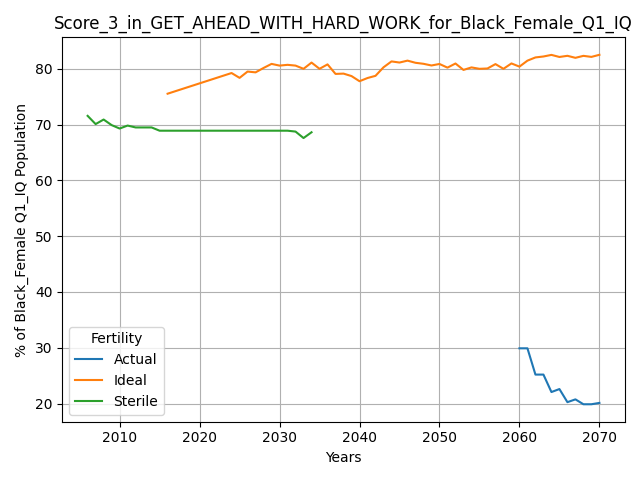 Score_3_in_GET_AHEAD_WITH_HARD_WORK_for_Black_Female_Q1_IQ
% of Black_Female Q1_IQ Population
80
70
60
50
40
30
20
Fertility
Actual
Ideal
Sterile
2010 2020 2030 2040 2050 2060 2070
Years